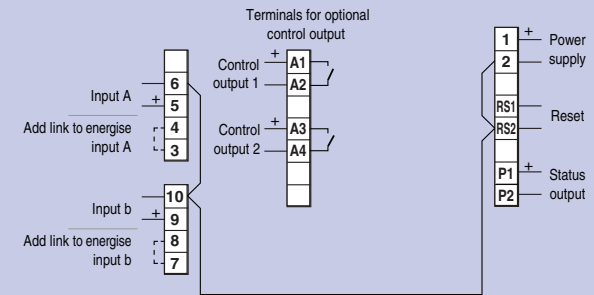 Terminals for optional
control output
Control + A1
output 1 A2
Control + A3
output 2 A4
6
Input A + 5
Add link to energise 4
input A 3
10
Input b + 9
Add link to energise 8
input b 7
1 + Power
2 supply
RS1 Reset
RS2
P1 + Status
P2 output